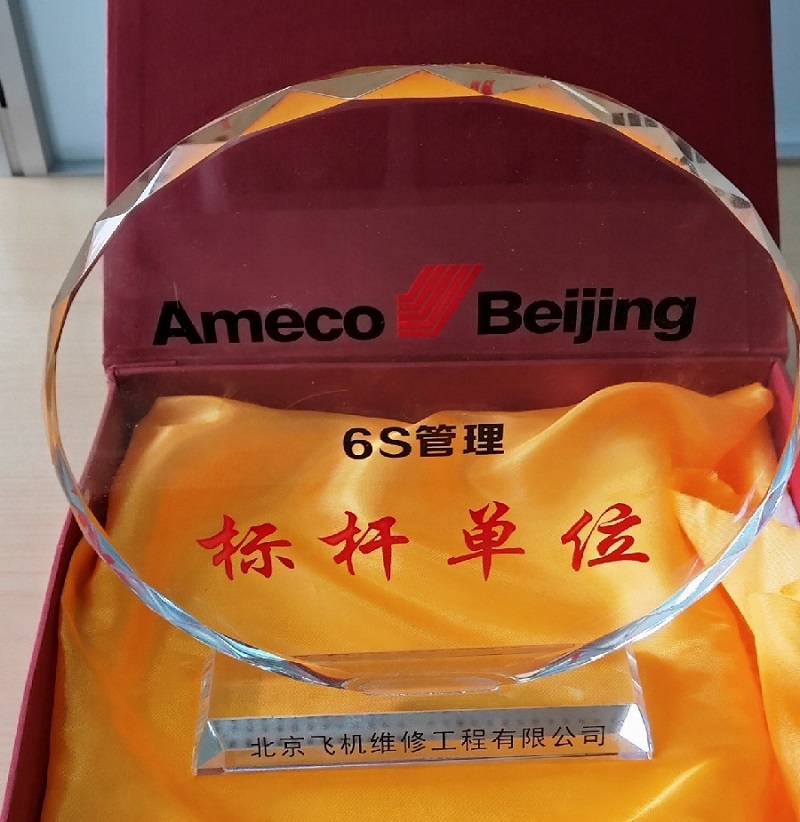 Ameco Beijing
6S管理
标杆单位
北京飞机维修工程有限公司